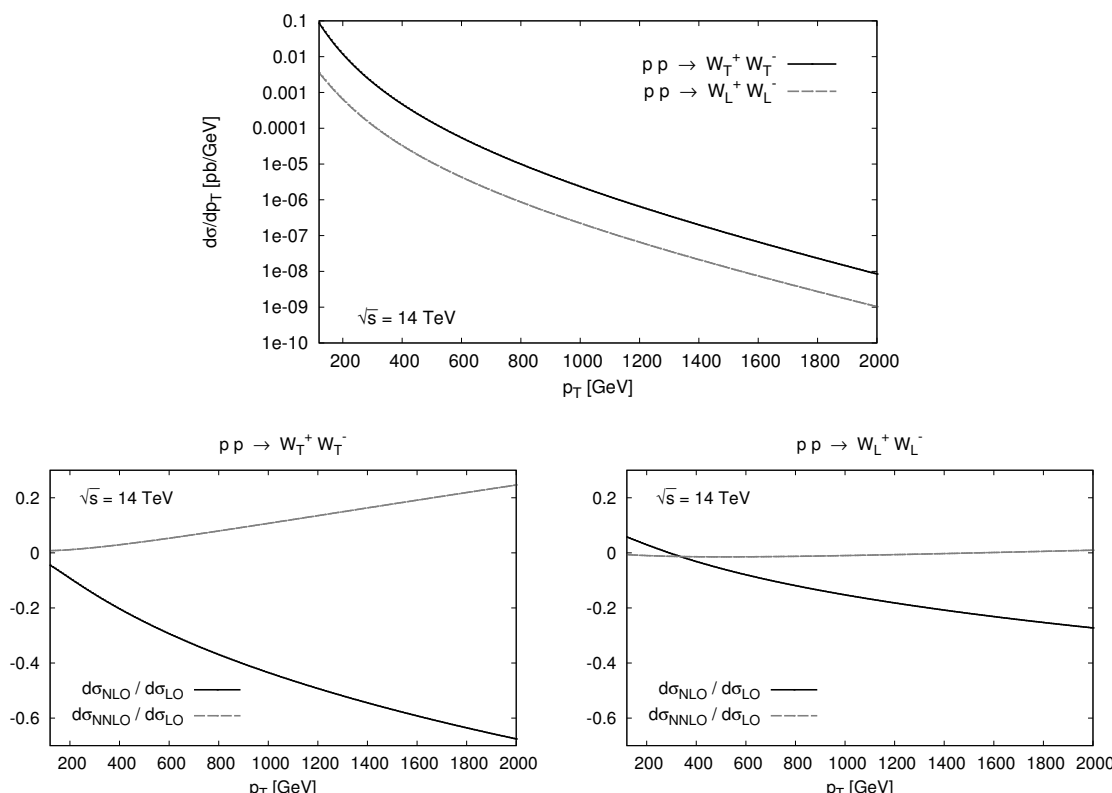 0.1
0.01
0.001
0.0001
1e-05
1e-06
1e-07
1e-08
1e-09
1e-10
dσ/dp_T [pb/GeV]
p p → W_T^+ W_T^-
p p → W_L^+ W_L^-
√s = 14 TeV
200 400 600 800 1000 1200 1400 1600 1800 2000
p_T [GeV]
p p → W_T^+ W_T^-
√s = 14 TeV
0.2
0
-0.2
-0.4
-0.6
dσ_NLO / dσ_LO
dσ_NNLO / dσ_LO
200 400 600 800 1000 1200 1400 1600 1800 2000
p_T [GeV]
p p → W_L^+ W_L^-
√s = 14 TeV
0.2
0
-0.2
-0.4
-0.6
dσ_NLO / dσ_LO
dσ_NNLO / dσ_LO
200 400 600 800 1000 1200 1400 1600 1800 2000
p_T [GeV]